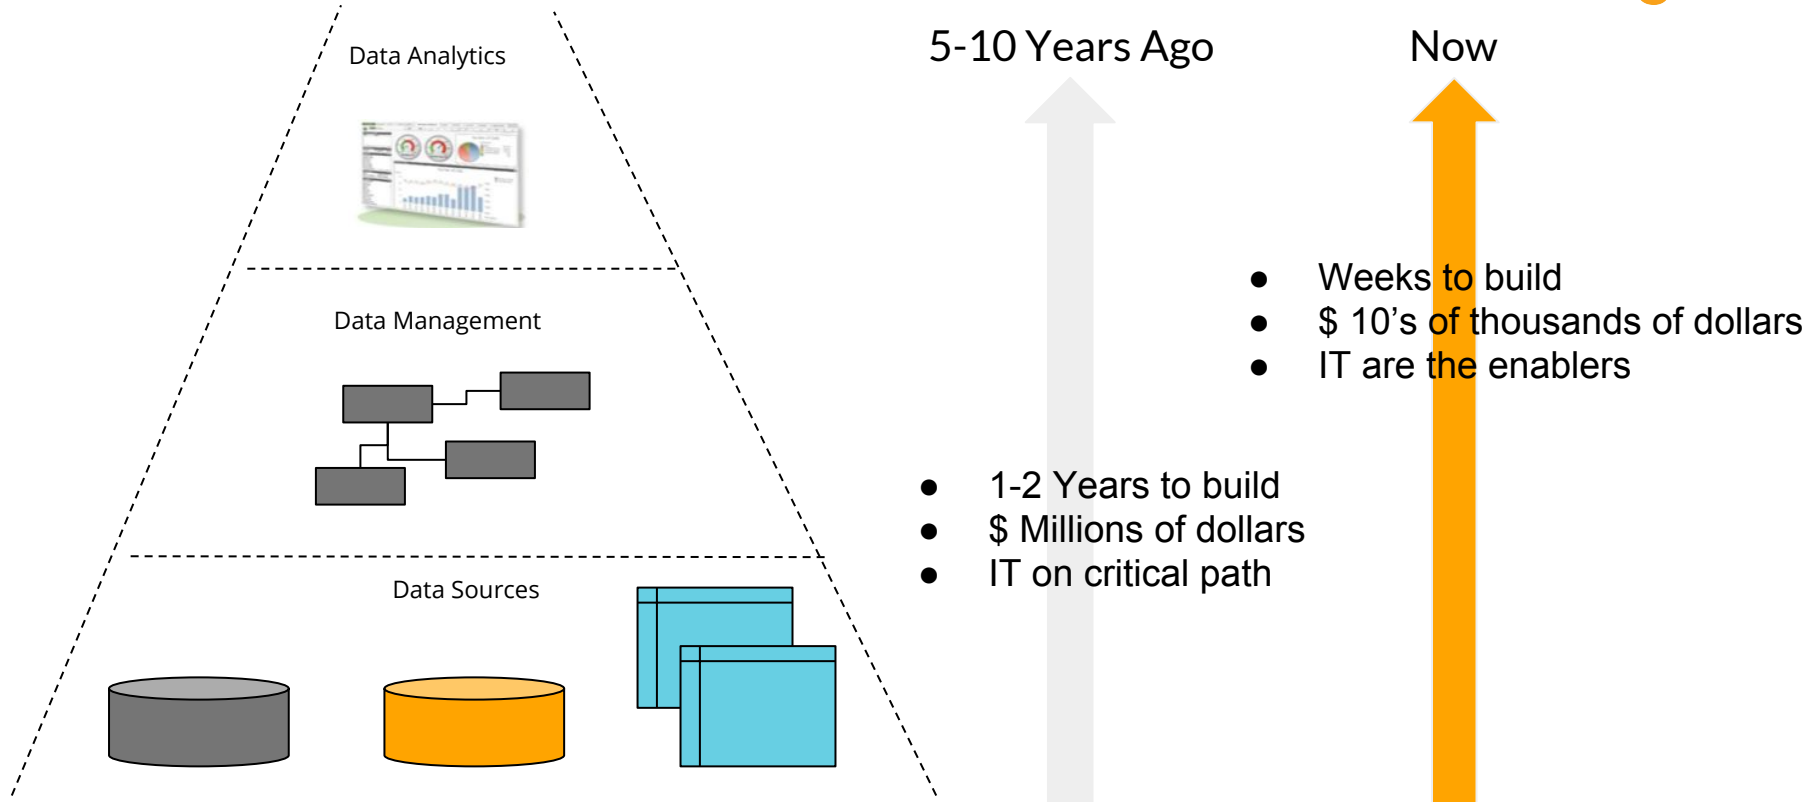 Data Analytics
Data Management
Data Sources
5-10 Years Ago
● 1-2 Years to build
● $ Millions of dollars
● IT on critical path
Now
● Weeks to build
● $ 10’s of thousands of dollars
● IT are the enablers